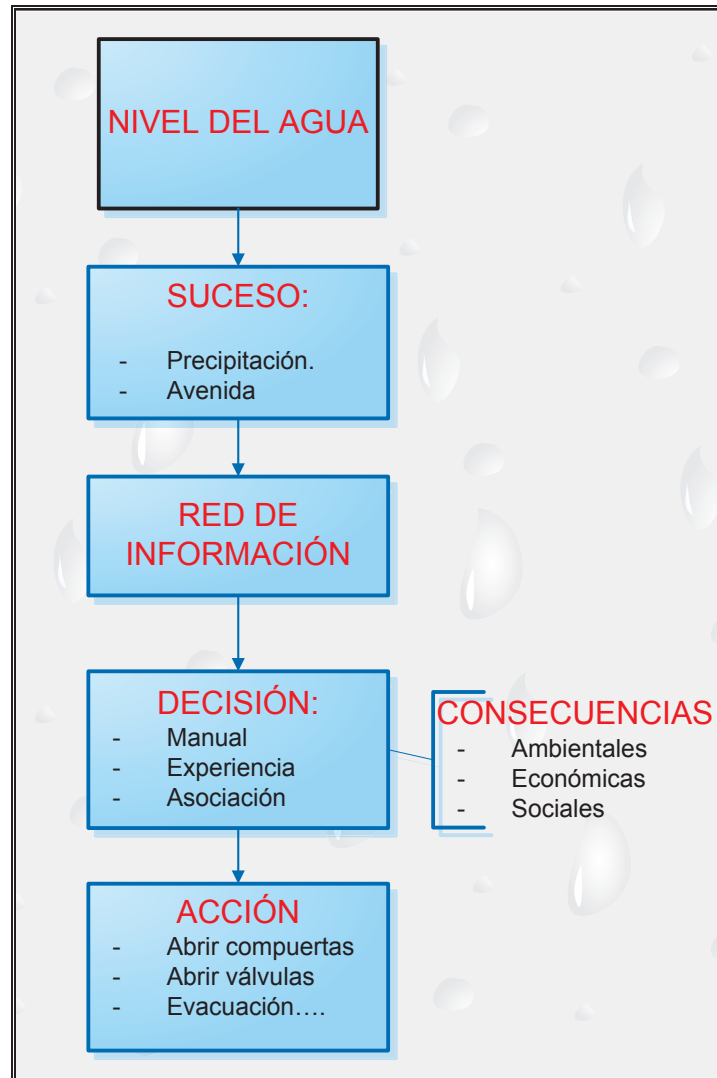 NIVEL DEL AGUA
SUCESO:
- Precipitación.
- Avenida
RED DE
INFORMACIÓN
DECISIÓN:
- Manual
- Experiencia
- Asociación
CONSECUENCIAS
- Ambientales
- Económicas
- Sociales
ACCIÓN
- Abrir compuertas
- Abrir válvulas
- Evacuación....